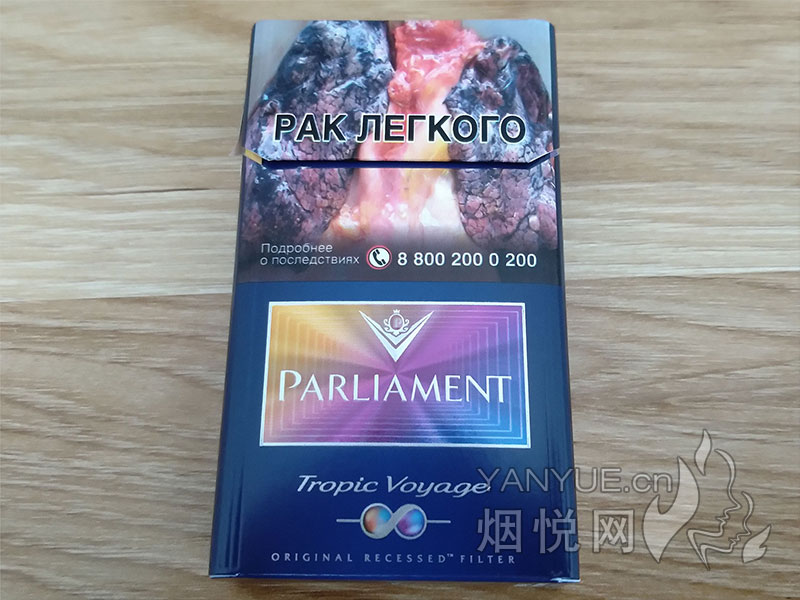 РАК ЛЕГКОГО
Подробнее
о последствиях
8 800 200 0 200
PARLIAMENT
Tropic Voyage
YANYUE.cn
烟悦网
ORIGINAL RECESSED™ FILTER